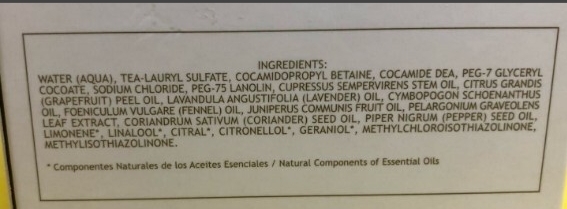 INGREDIENTS:
WATER (AQUA), TEA-LAURYL SULFATE, COCAMIDOPROPYL BETAINE, COCAMIDE DEA, PEG-7 GLYCERYL
COCOATE, SODIUM CHLORIDE, PEG-75 LANOLIN, CUPRESSUS SEMPERVIRENS STEM OIL, CITRUS GRANDIS
(GRAPEFRUIT) PEEL OIL, LAVANDULA ANGUSTIFOLIA (LAVENDER) OIL, CYMBOPOGON SCHOENANTHUS
OIL, FOENICULUM VULGARE (FENNEL) OIL, JUNIPERUS COMMUNIS FRUIT OIL, PELARGONIUM GRAVEOLENS
LEAF EXTRACT, CORIANDRUM SATIVUM (CORIANDER) SEED OIL, PIPER NIGRUM (PEPPER) SEED OIL,
LIMONENE*, LINALOOL*, CITRAL*, CITRONELLOL*, GERANIOL*, METHYLCHLOROISOTHIAZOLINONE,
METHYLISOTHIAZOLINONE.
* Componentes Naturales de los Aceites Esenciales / Natural Components of Essential Oils